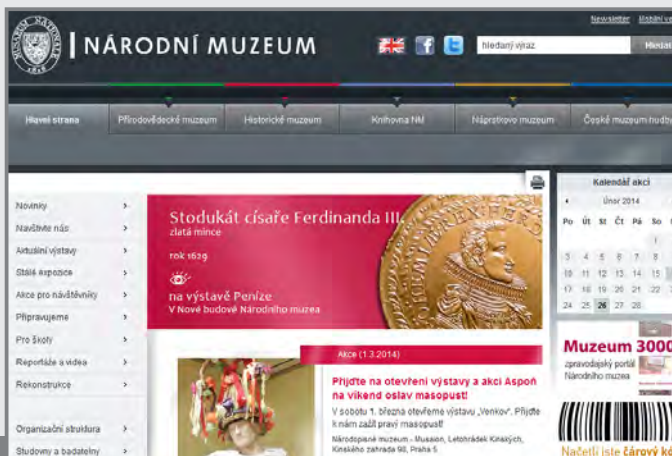 Newsletter
NÁRODNÍ MUZEUM
hledaný výraz
Hledat
Hlavní strana
Přírodovědecké muzeum
Historické muzeum
Knihovna NM
Náprstkovo muzeum
České muzeum hudby
Novinky
Navštivte nás
Aktuální výstavy
Stálé expozice
Akce pro návštěvníky
Připravujeme
Pro školy
Reportáže a videa
Rekonstrukce
Organizační struktura
Studovny a badatelny
Stodukát císaře Ferdinanda III.
zlatá mince
rok 1629
na výstavě Peníze
V Nové budově Národního muzea
Akce (1.3.2014)
Přijďte na otevření výstavy a akci Aspoň
na víkend oslav masopust!
V sobotu 1. března otevřeme výstavu „Venkov“. Přijďte
k nám zažít pravý masopust!
Národopisné muzeum - Musaion, Letohrádek Kinských,
Kinského zahrada 98, Praha 5
Kalendář akcí
Únor 2014
Po Út St Čt Pá So
1
3 4 5 6 7 8
10 11 12 13 14 15
17 18 19 20 21 22
24 25 26 27 28
Muzeum 3000
zpravodajský portál
Národního muzea
Načetli jste čárový